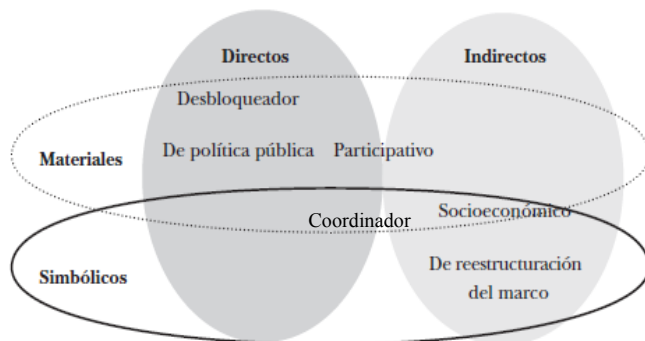 Directos Indirectos
Desbloqueador
Materiales De política pública Participativo
Coordinador Socioeconómico
Simbólicos De reestructuración
del marco